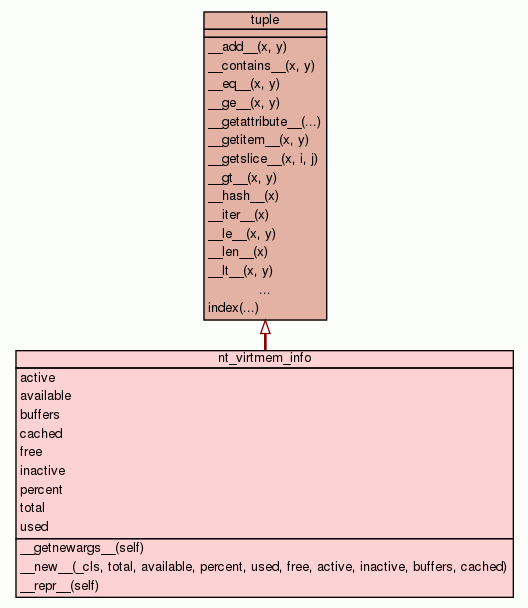 tuple
__add__(x, y)
__contains__(x, y)
__eq__(x, y)
__ge__(x, y)
__getattribute__(...)
__getitem__(x, y)
__getslice__(x, i, j)
__gt__(x, y)
__hash__(x)
__iter__(x)
__le__(x, y)
__len__(x)
__lt__(x, y)
...
index(...)
nt_virtmem_info
active
available
buffers
cached
free
inactive
percent
total
used
__getnewargs__(self)
__new__(_cls, total, available, percent, used, free, active, inactive, buffers, cached)
__repr__(self)